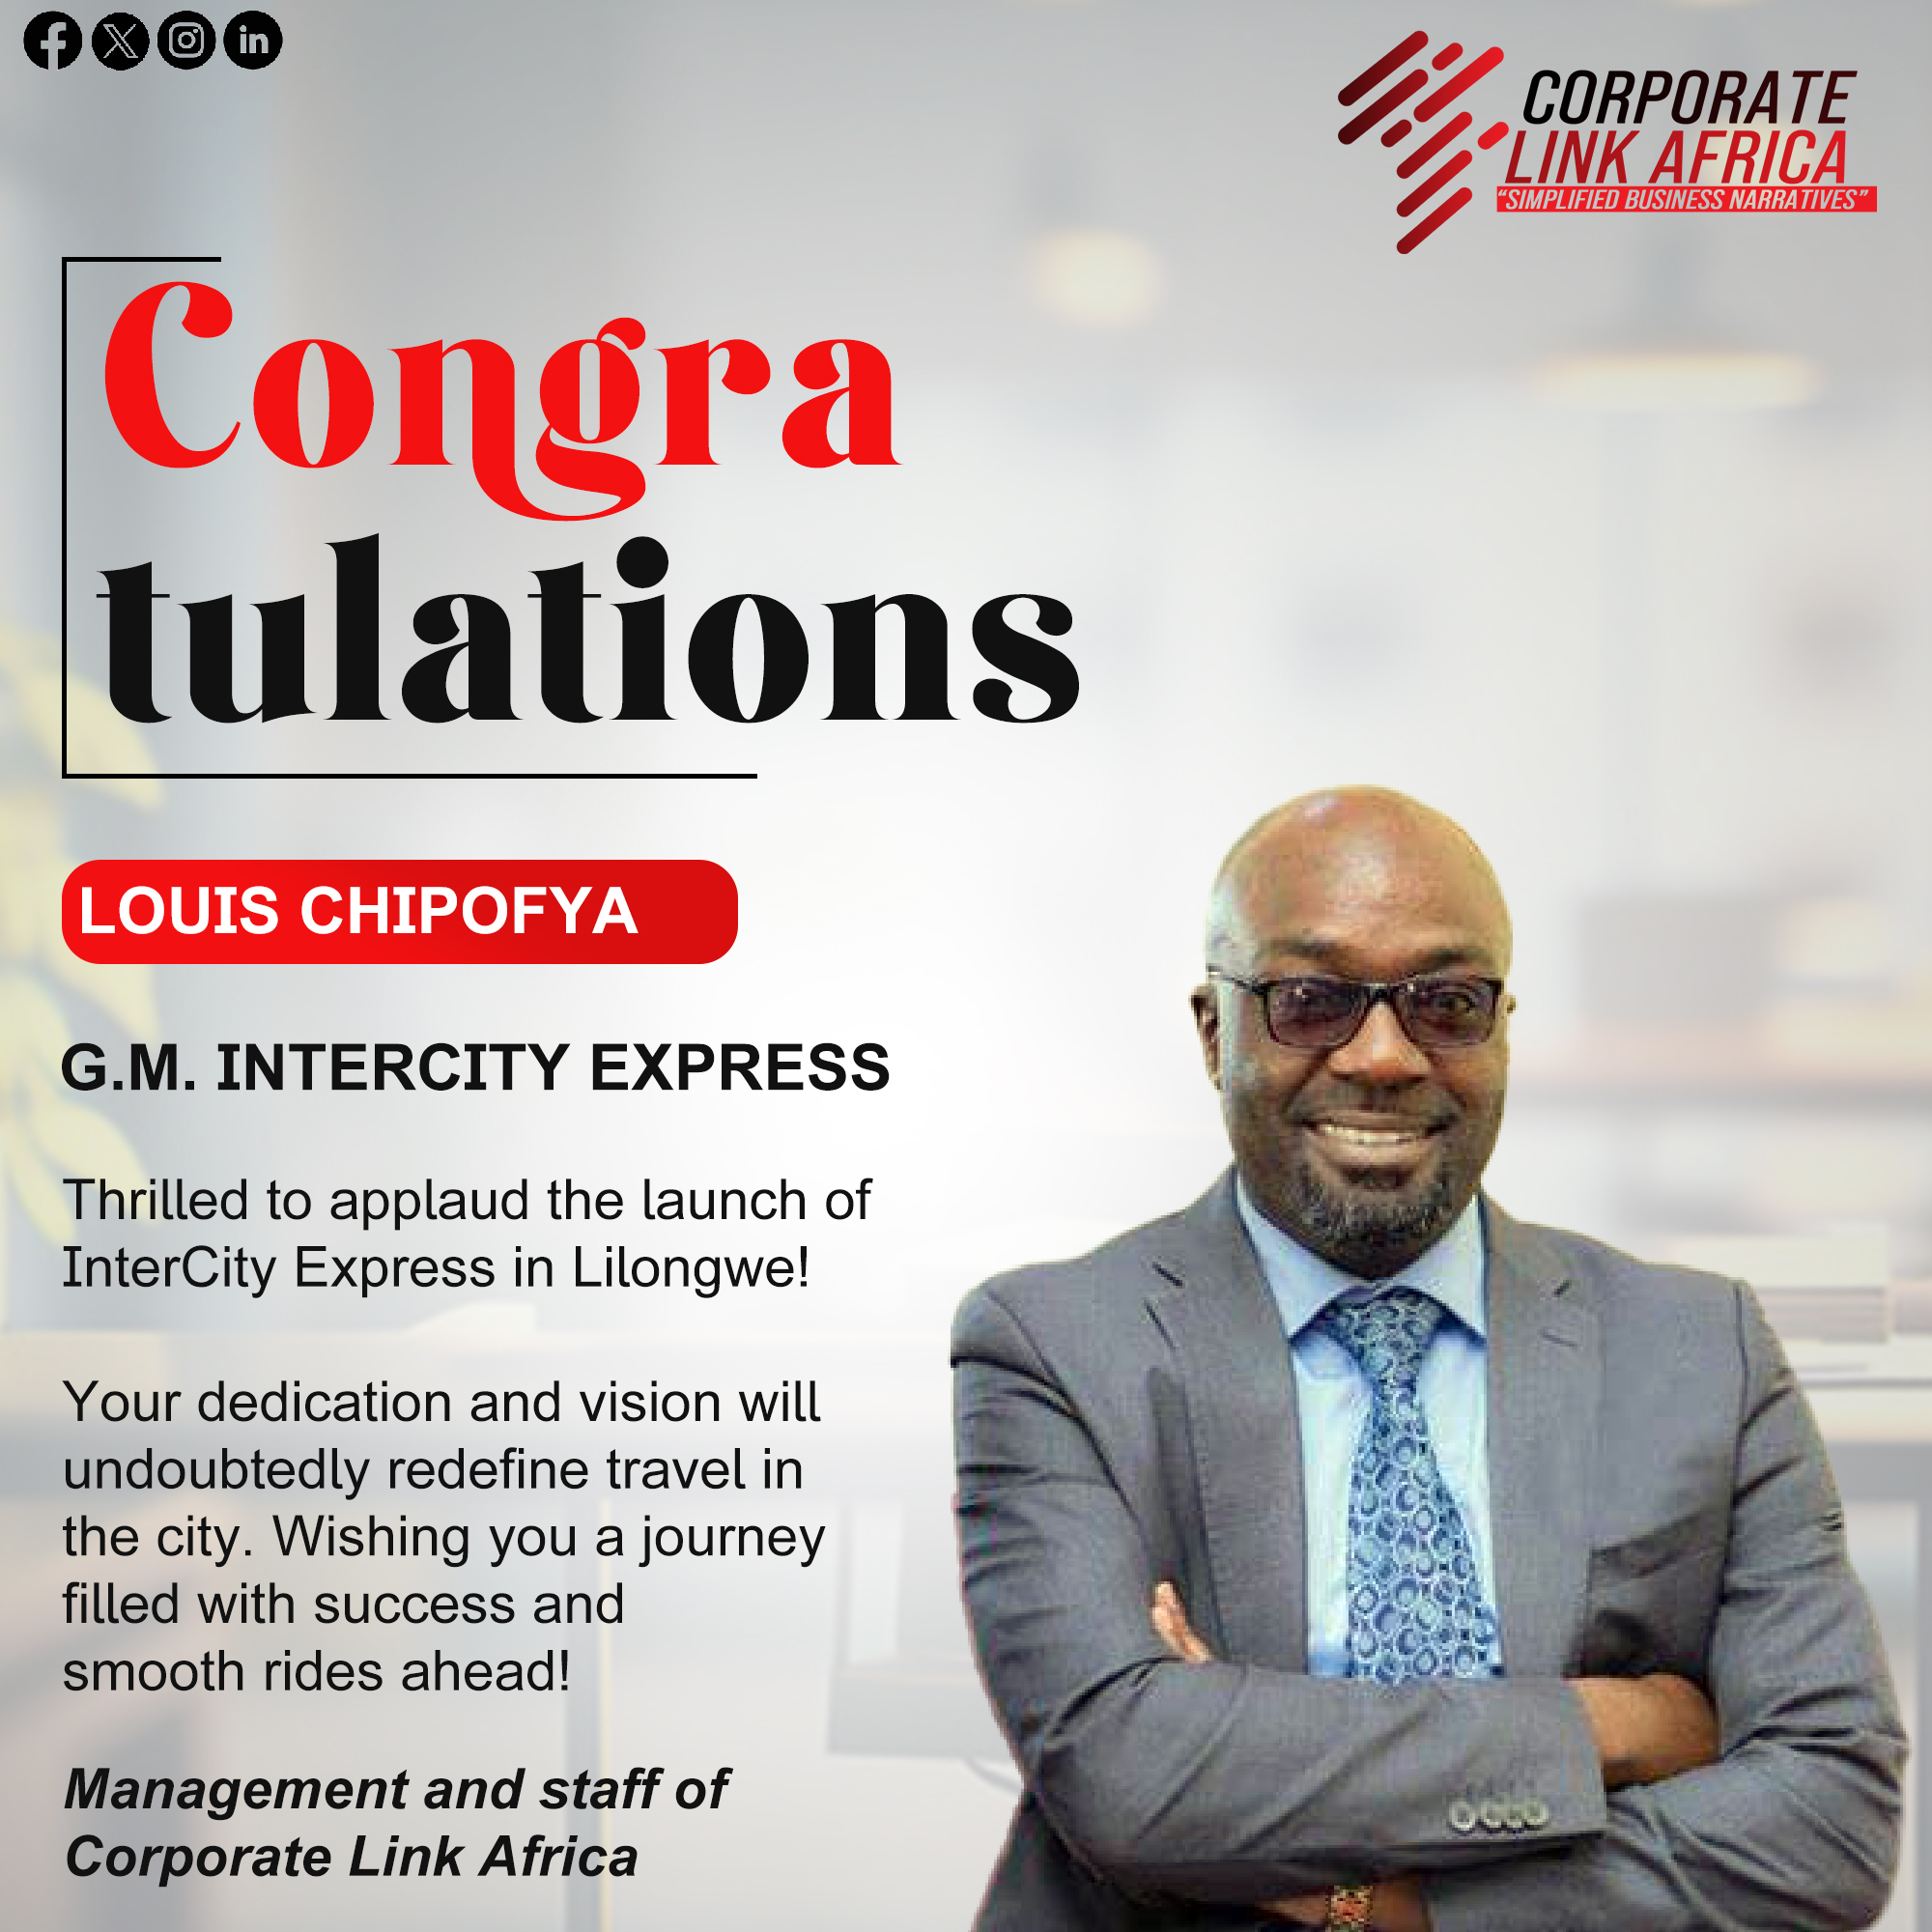 CORPORATE
LINK AFRICA
"SIMPLIFIED BUSINESS NARRATIVES"
Congra
tulations
LOUIS CHIPOFYA
G.M. INTERCITY EXPRESS
Thrilled to applaud the launch of
InterCity Express in Lilongwe!
Your dedication and vision will
undoubtedly redefine travel in
the city. Wishing you a journey
filled with success and
smooth rides ahead!
Management and staff of
Corporate Link Africa